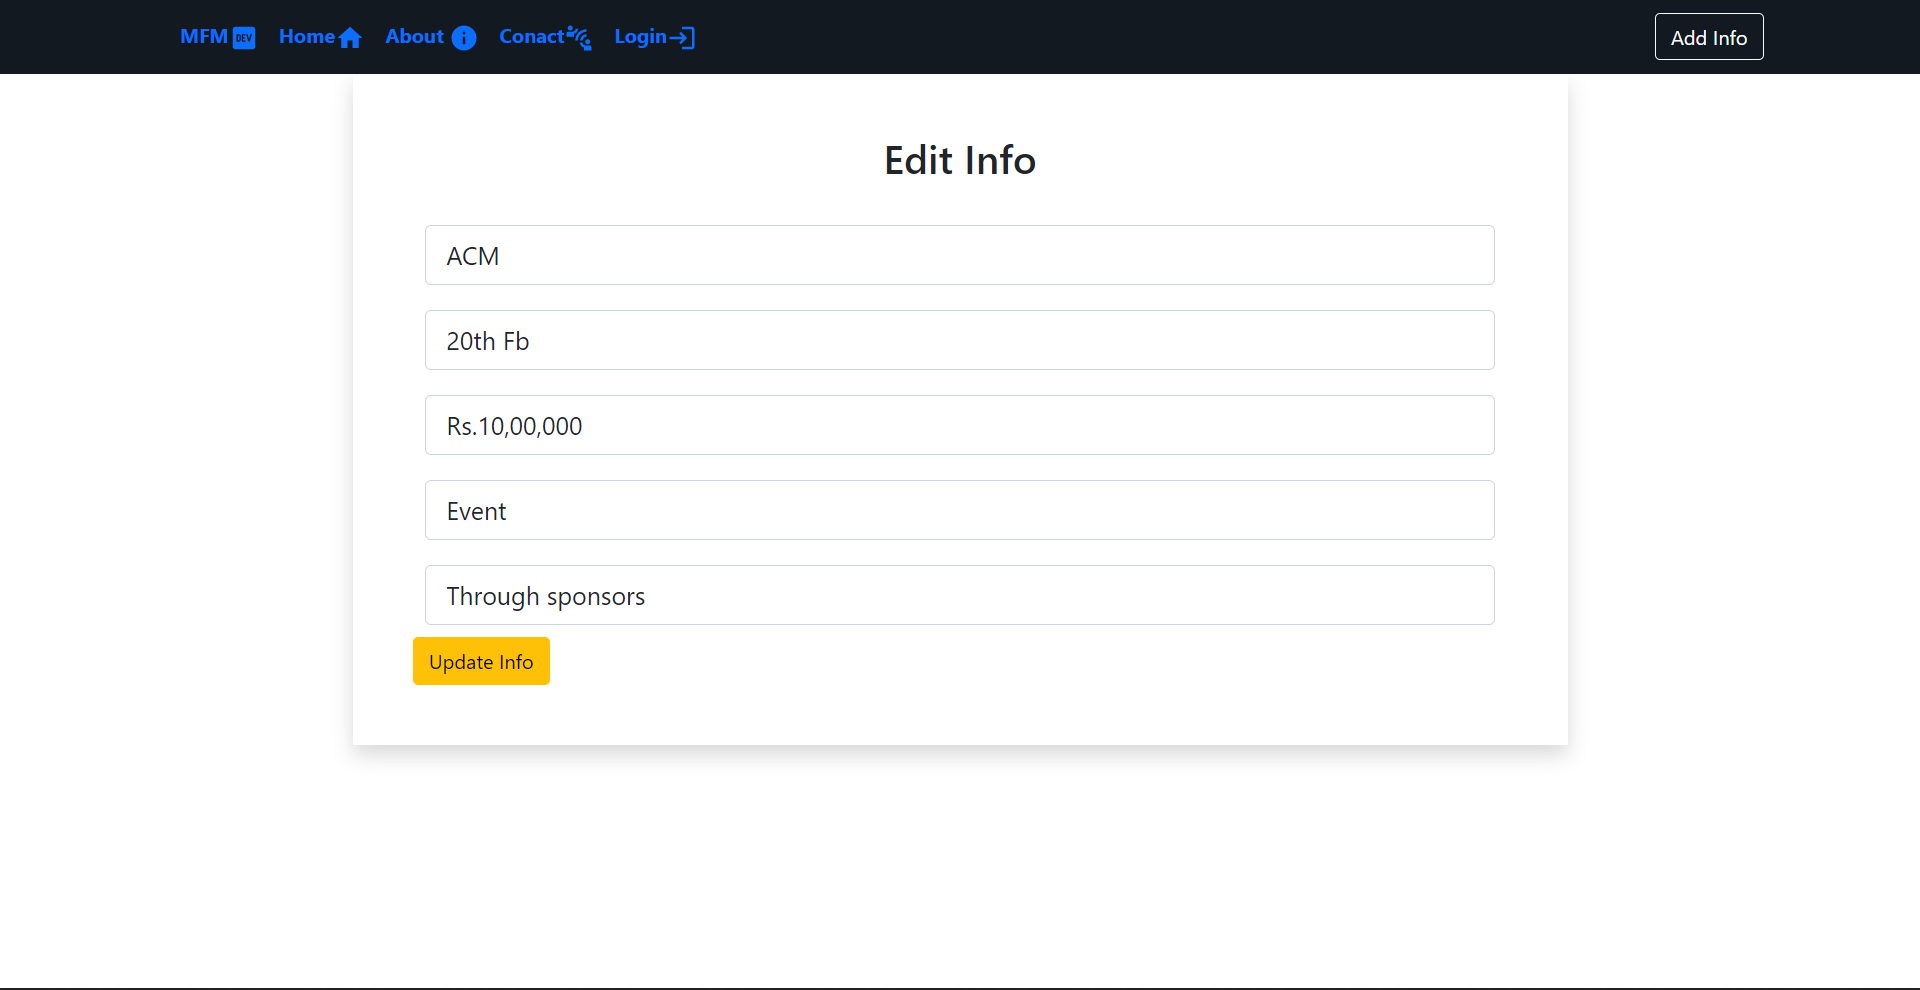 MFM DEV Home About Conact Login Add Info
Edit Info
ACM
20th Fb
Rs.10,00,000
Event
Through sponsors
Update Info